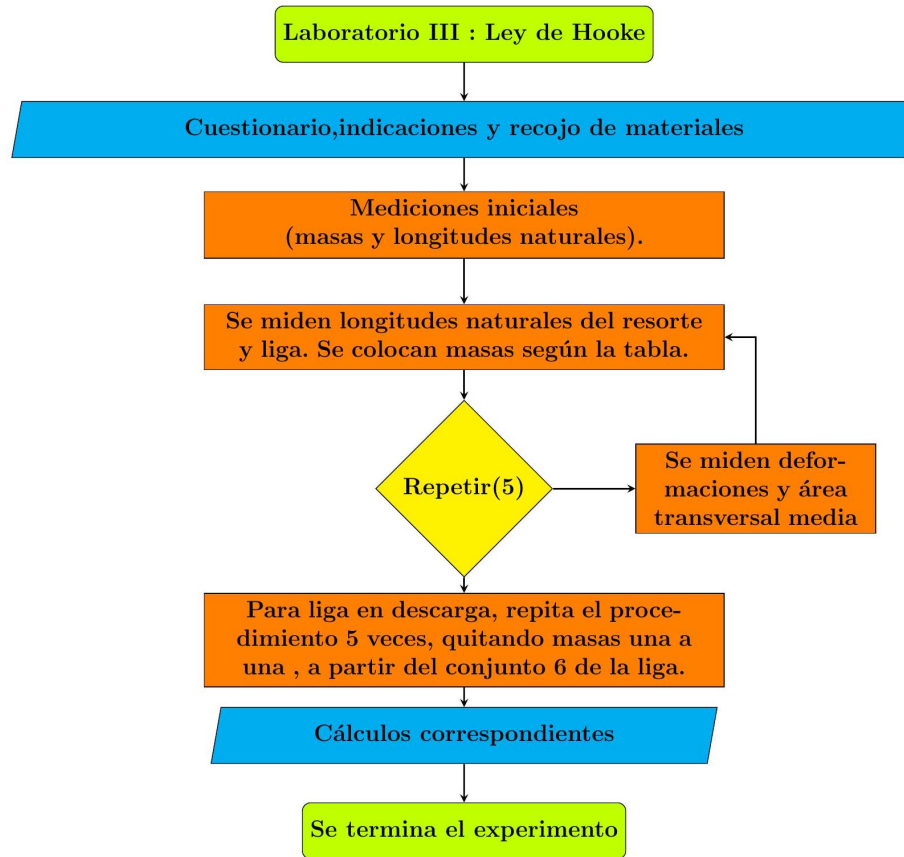 Laboratorio III : Ley de Hooke
Cuestionario,indicaciones y recojo de materiales
Mediciones iniciales
(masas y longitudes naturales).
Se miden longitudes naturales del resorte
y liga. Se colocan masas según la tabla.
Repetir(5)
Se miden defor-
maciones y área
transversal media
Para liga en descarga, repita el proce-
dimiento 5 veces, quitando masas una a
una , a partir del conjunto 6 de la liga.
Cálculos correspondientes
Se termina el experimento